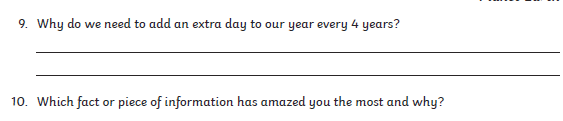 9. Why do we need to add an extra day to our year every 4 years?
10. Which fact or piece of information has amazed you the most and why?